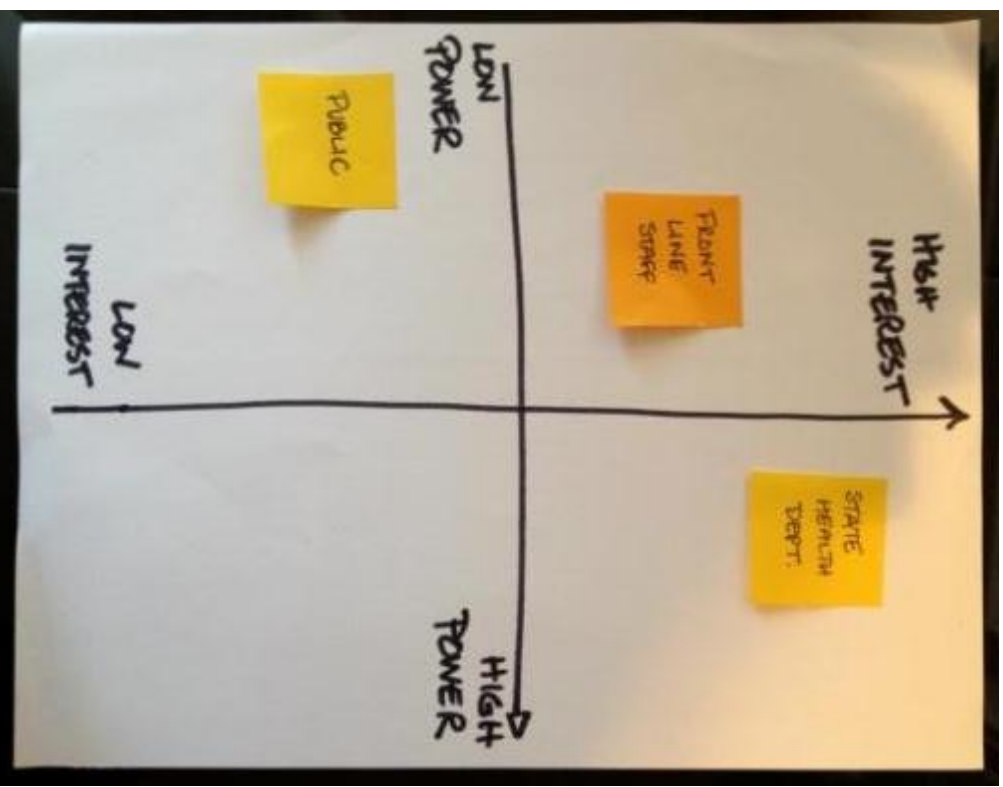 HIGH
INTEREST
STATE
HEALTH
DEPT.
FRONT
LINE
STAFF
LOW
POWER
HIGH
POWER
PUBLIC
LOW
INTEREST